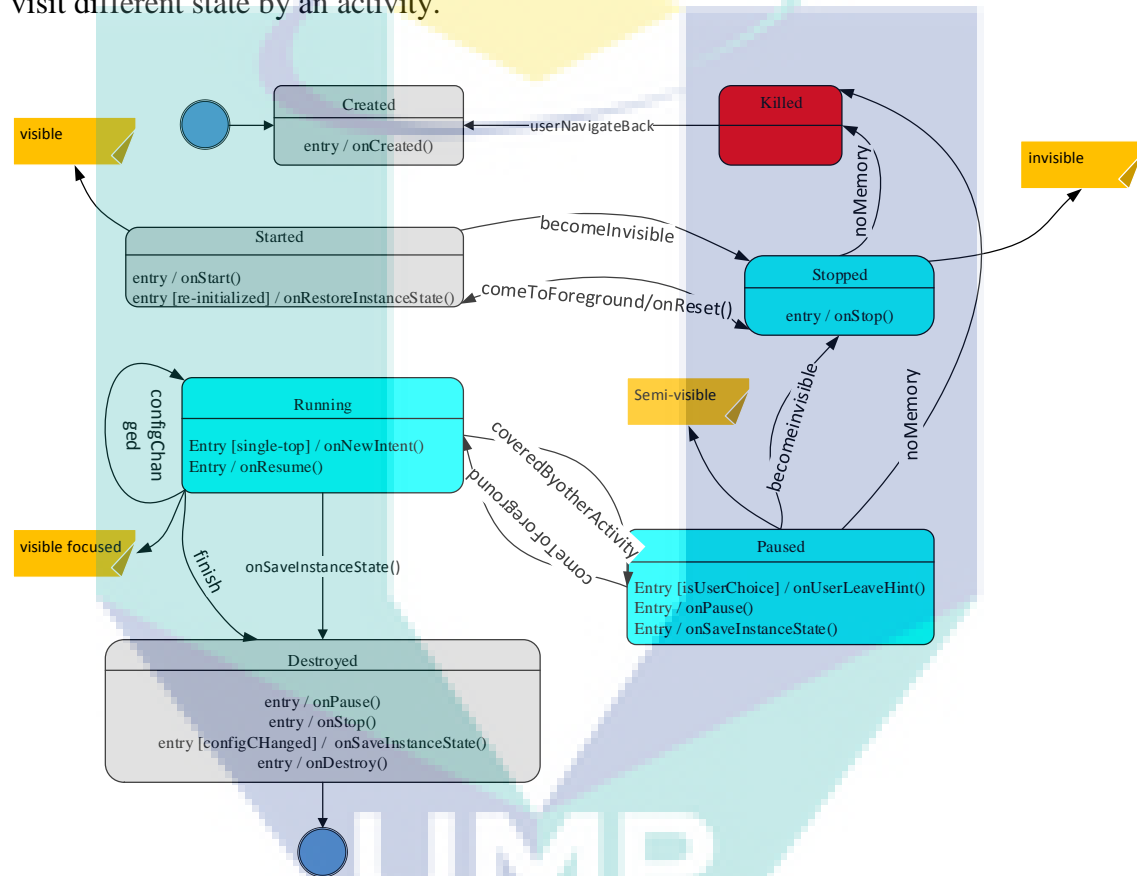 visit different state by an activity.
Created
entry / onCreated()
Killed
userNavigateBack
visible
invisible
noMemory
Started
entry / onStart()
entry [re-initialized] / onRestoreInstanceState()
becomeInvisible
comeToForeground/onReset()
Stopped
entry / onStop()
configChan
ged
Running
Entry [single-top] / onNewIntent()
Entry / onResume()
Semi-visible
becomeinvisible
noMemory
coveredByotherActivity
comeToForeground
visible focused
finish
onSaveInstanceState()
Paused
Entry [isUserChoice] / onUserLeaveHint()
Entry / onPause()
Entry / onSaveInstanceState()
Destroyed
entry / onPause()
entry / onStop()
entry [configCHanged] / onSaveInstanceState()
entry / onDestroy()
UMP